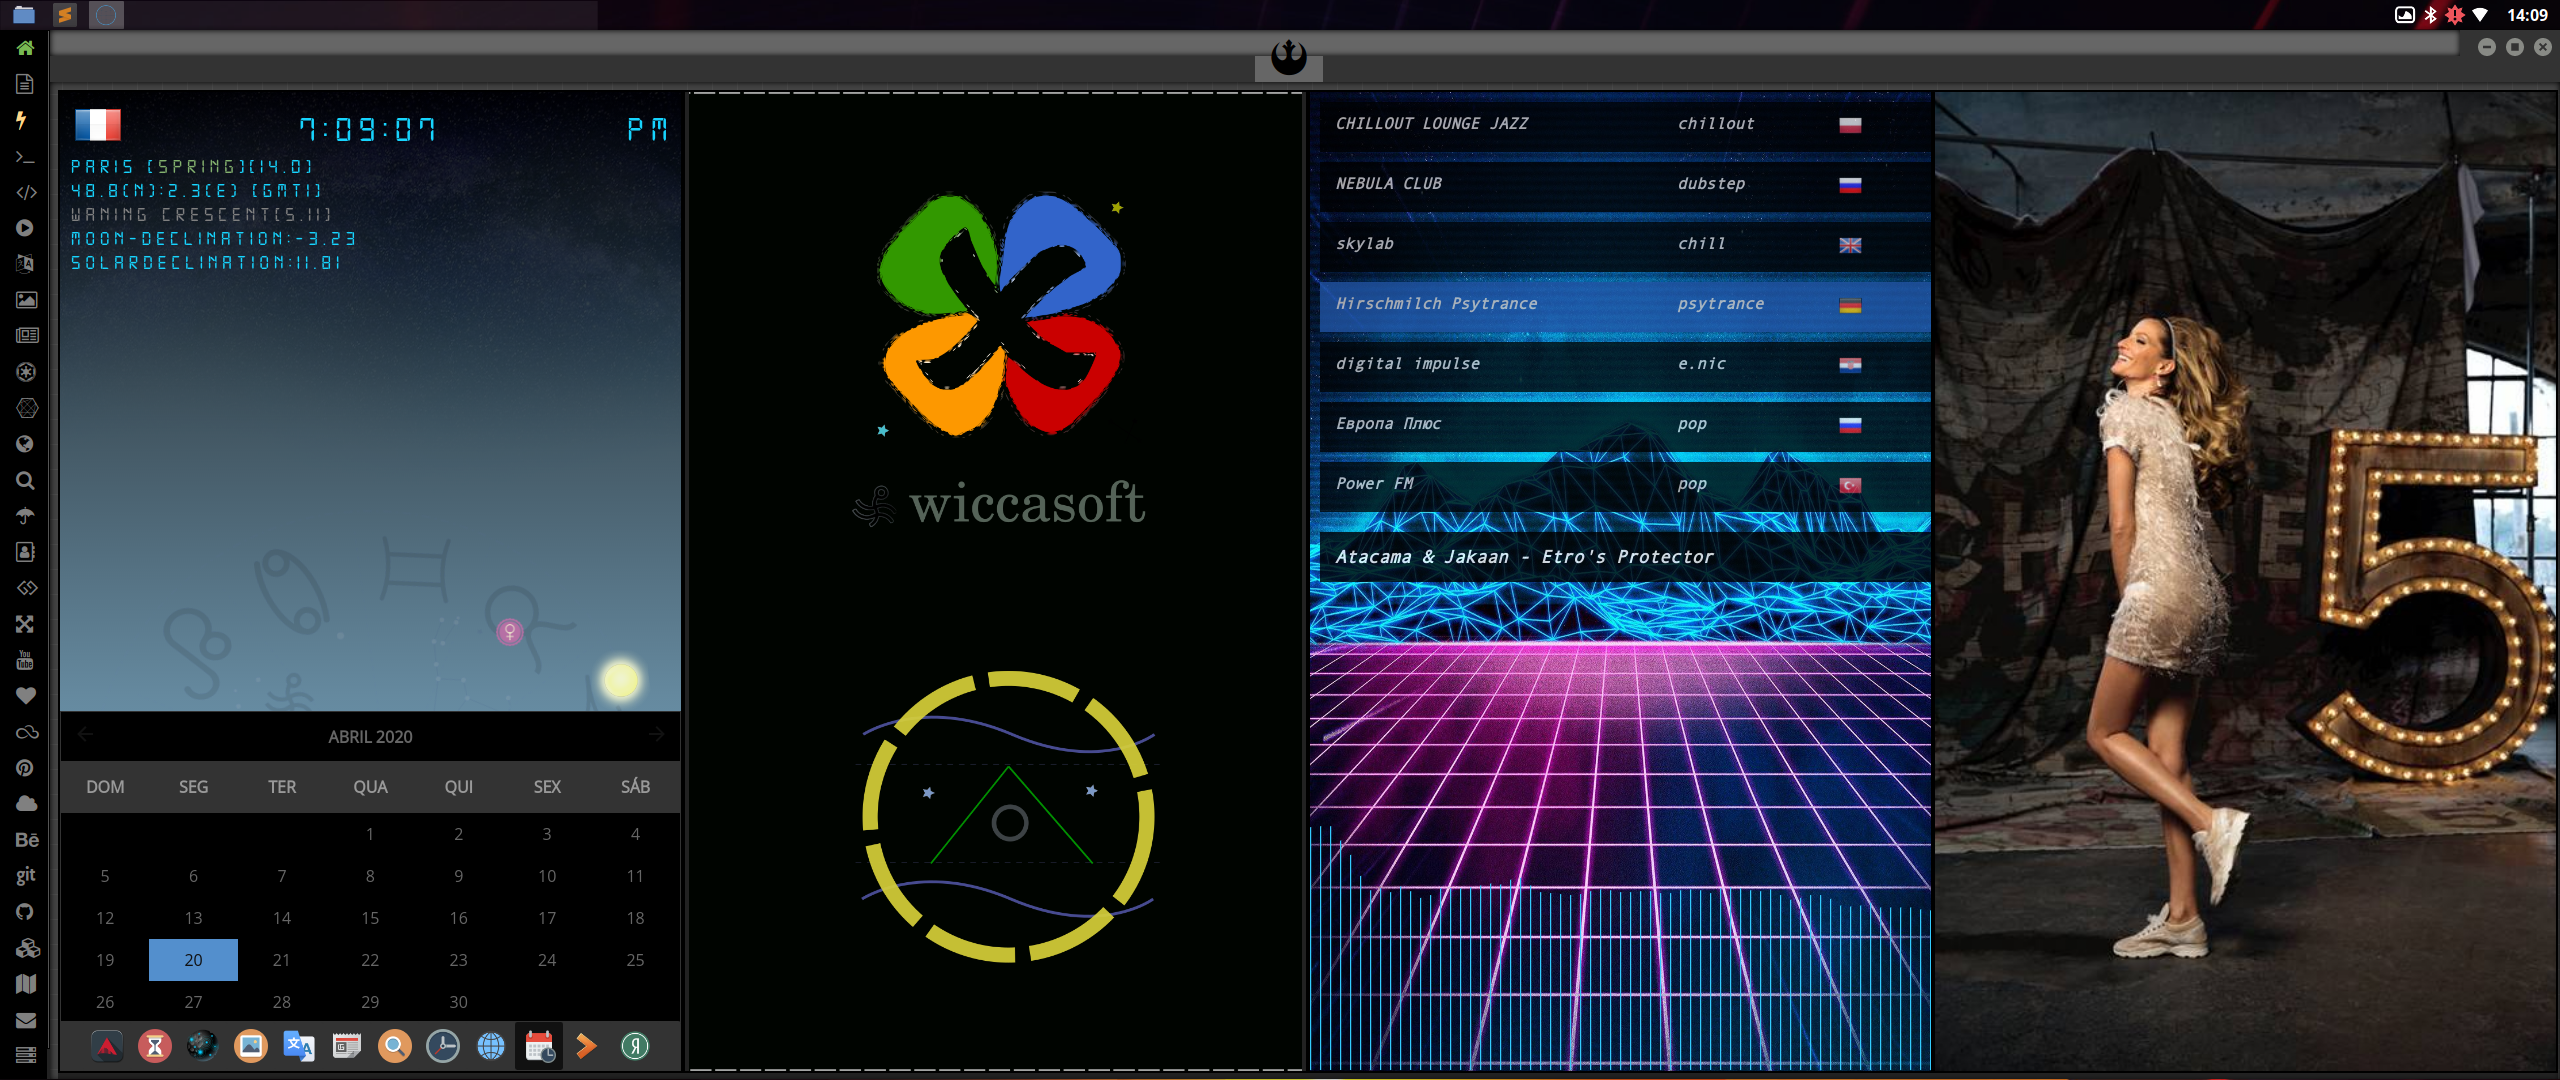 14:09
7:09:07 PM
PARIS [SPRING][14.0]
48.8(N):2.3(E) [GMT1]
WANING CRESCENT[5.11]
MOON-DECLINATION:-3.23
SOLARDECLINATION:11.81
ABRIL 2020
DOM SEG TER QUA QUI SEX SÁB
1 2 3 4
5 6 7 8 9 10 11
12 13 14 15 16 17 18
19 20 21 22 23 24 25
26 27 28 29 30
You
Tube
Bē
git
wiccasoft
CHILLOUT LOUNGE JAZZ chillout
NEBULA CLUB dubstep
skylab chill
Hirschmilch Psytrance psytrance
digital impulse e.nic
Европа Плюс pop
Power FM pop
Atacama & Jakaan - Etro's Protector
5